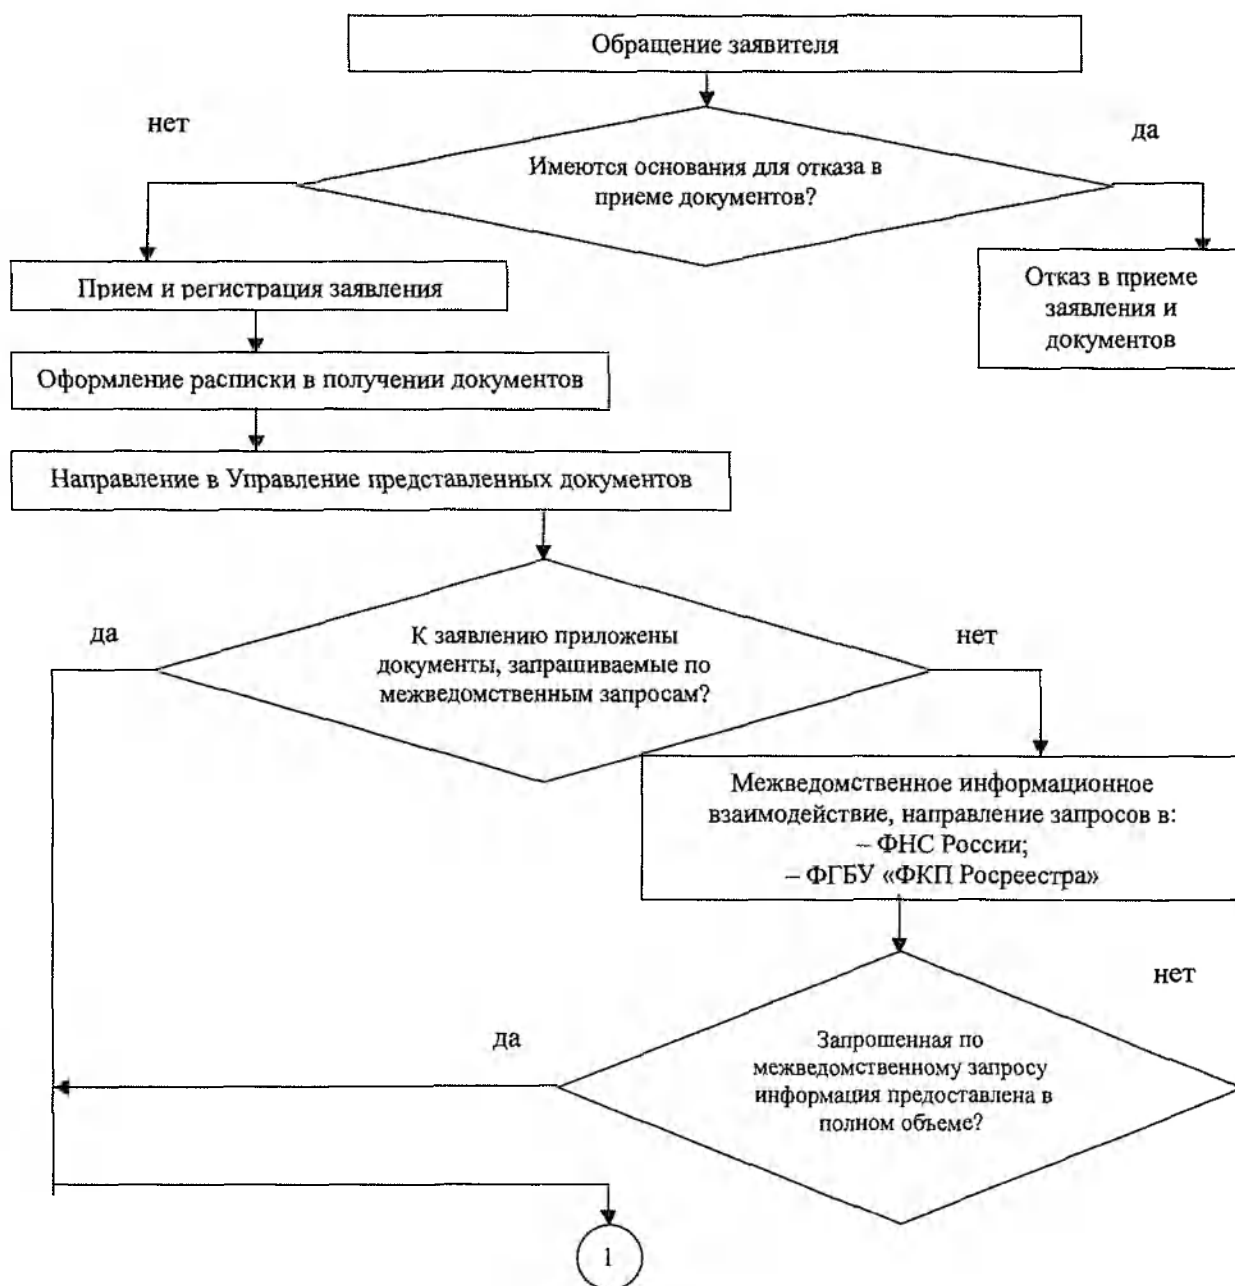 Обращение заявителя
нет
да
Имеются основания для отказа в
приеме документов?
Прием и регистрация заявления
Отказ в приеме
заявления и
документов
Оформление расписки в получении документов
Направление в Управление представленных документов
да
нет
К заявлению приложены
документы, запрашиваемые по
межведомственным запросам?
Межведомственное информационное
взаимодействие, направление запросов в:
– ФНС России;
– ФГБУ «ФКП Росреестра»
нет
да
Запрошенная по
межведомственному запросу
информация предоставлена в
полном объеме?
1